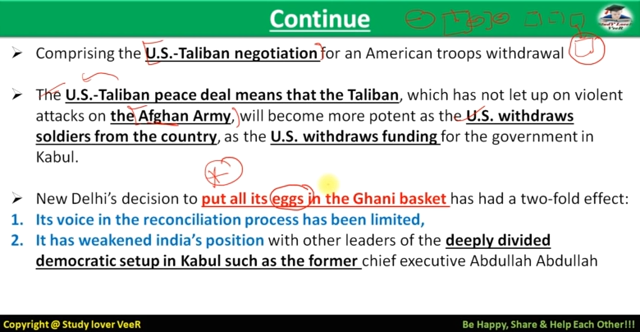 Continue
➢ Comprising the U.S.-Taliban negotiation for an American troops withdrawal
➢ The U.S.-Taliban peace deal means that the Taliban, which has not let up on violent
attacks on the Afghan Army, will become more potent as the U.S. withdraws
soldiers from the country, as the U.S. withdraws funding for the government in
Kabul.
➢ New Delhi's decision to put all its eggs in the Ghani basket has had a two-fold effect:
1. Its voice in the reconciliation process has been limited,
2. It has weakened india's position with other leaders of the deeply divided
democratic setup in Kabul such as the former chief executive Abdullah Abdullah
Copyright @ Study lover VeeR
Be Happy, Share & Help Each Other!!!